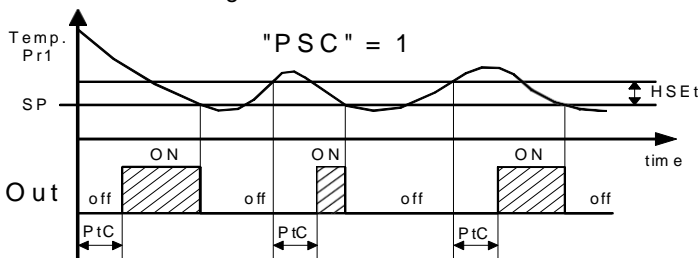 Temp.
Pr1
"PSC" = 1
HSEt
SP
time
ON
ON
ON
Out
off
off
off
off
PtC
PtC
PtC